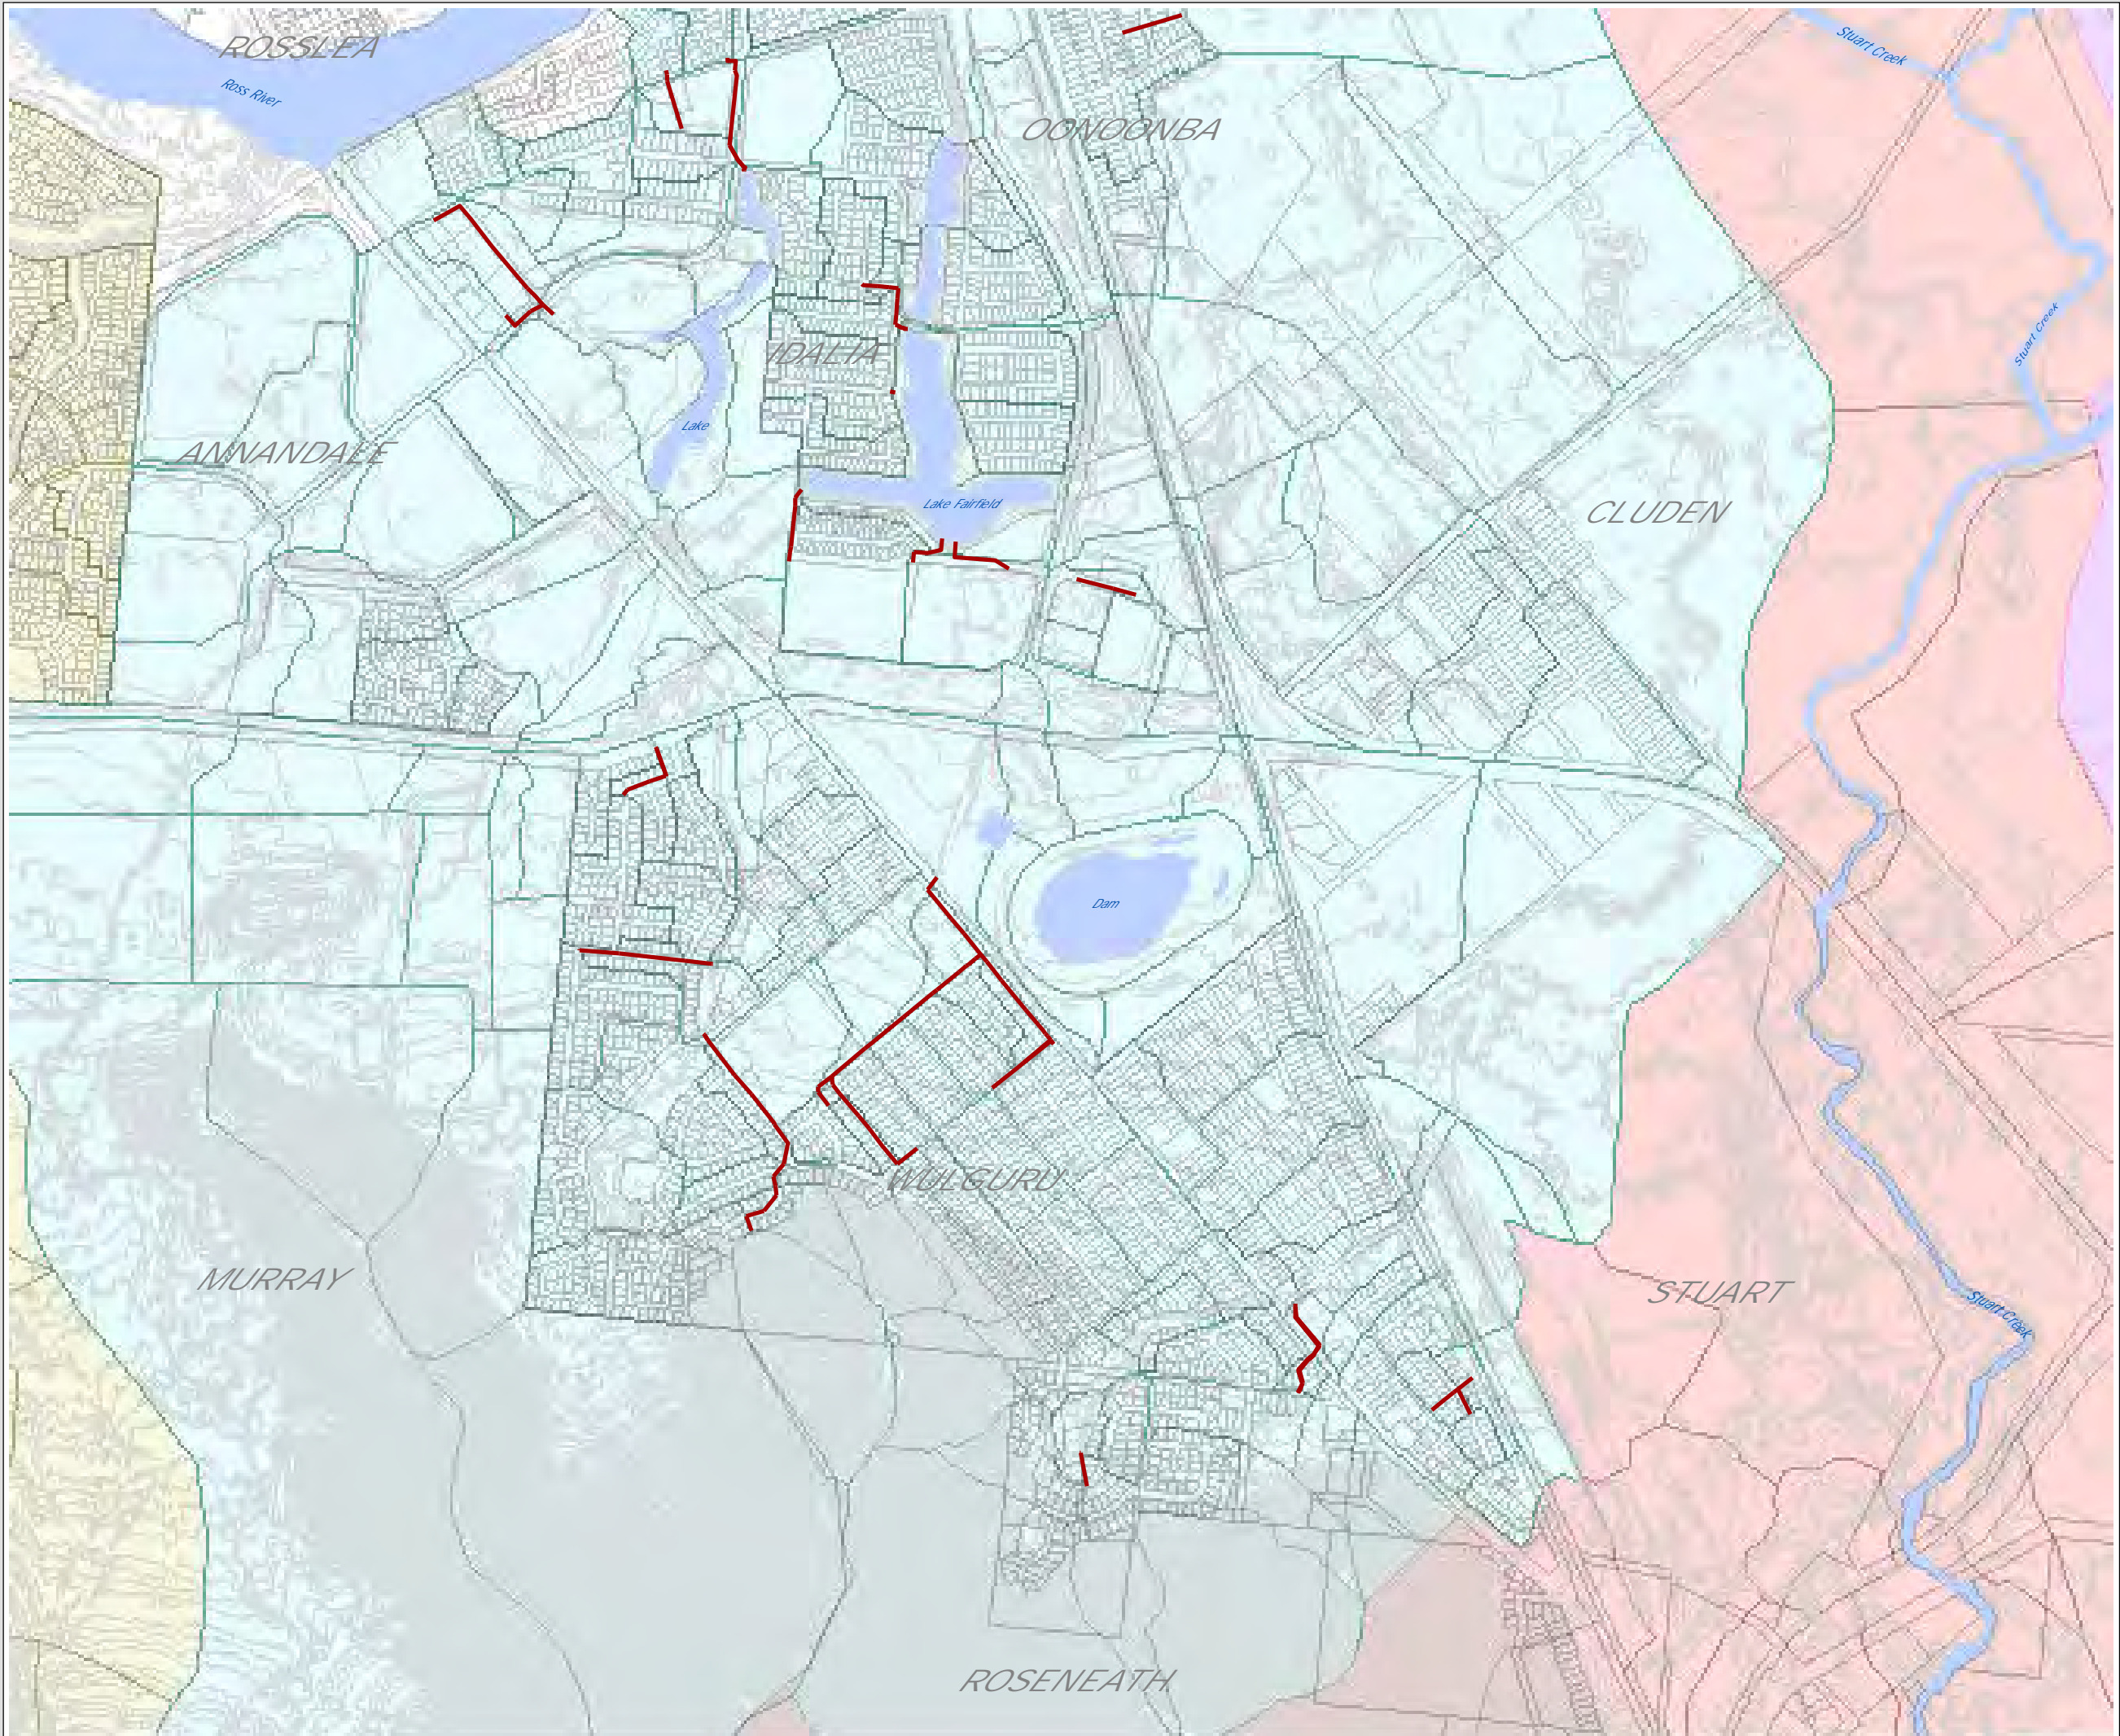 ROSSLEA
Stuart Creek
Ross River
OONOONBA
Stuart Creek
IDALIA
Lake
ANNANDALE
Lake Fairfield
CLUDEN
Dam
WULGURU
MURRAY
STUART
Stuart Creek
ROSENEATH